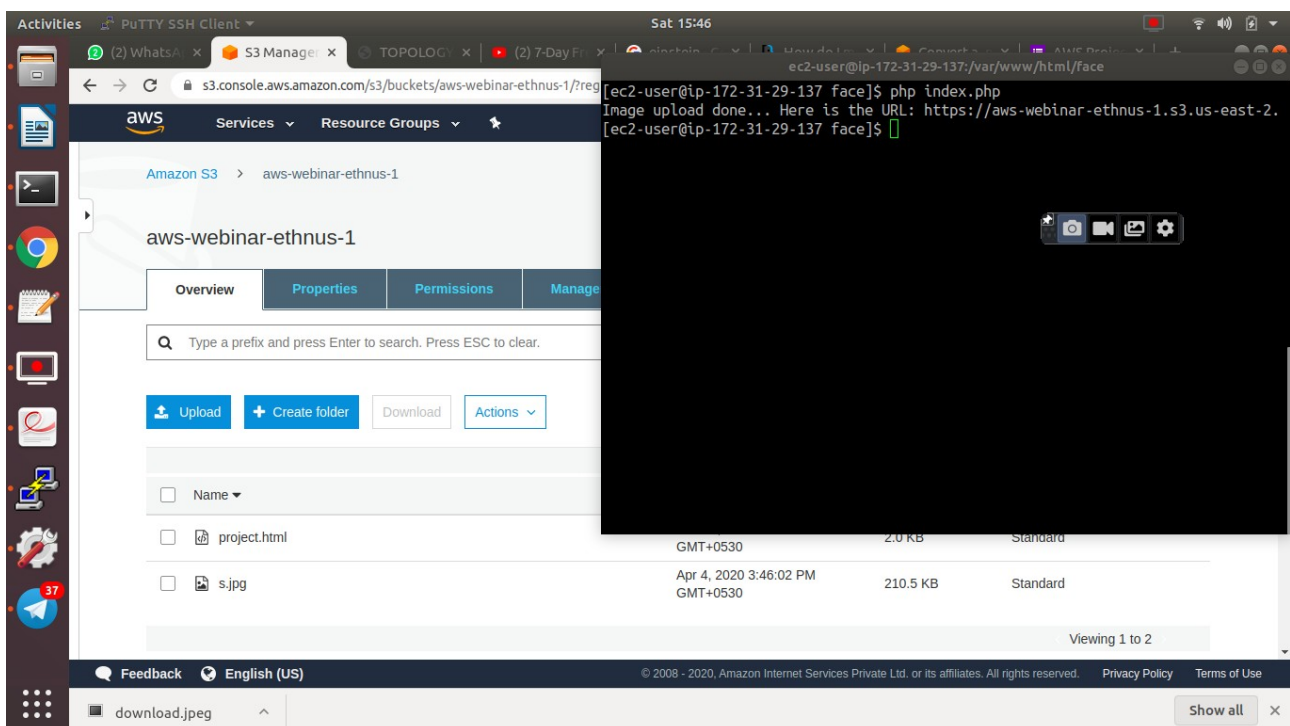 Activities PuTTY SSH Client Sat 15:46
(2) WhatsA S3 Manager TOPOLOGY (2) 7-Day Fr
ec2-user@ip-172-31-29-137:/var/www/html/face
s3.console.aws.amazon.com/s3/buckets/aws-webinar-ethnus-1/?reg
[ec2-user@ip-172-31-29-137 face]$ php index.php
Image upload done... Here is the URL: https://aws-webinar-ethnus-1.s3.us-east-2.
[ec2-user@ip-172-31-29-137 face]$
aws Services Resource Groups
Amazon S3 > aws-webinar-ethnus-1
aws-webinar-ethnus-1
Overview Properties Permissions Manage
Type a prefix and press Enter to search. Press ESC to clear.
Upload + Create folder Download Actions
Name
project.html GMT+0530 2.0 KB Standard
s.jpg Apr 4, 2020 3:46:02 PM GMT+0530 210.5 KB Standard
Viewing 1 to 2
37
Feedback English (US) © 2008 - 2020, Amazon Internet Services Private Ltd. or its affiliates. All rights reserved. Privacy Policy Terms of Use
download.jpeg Show all